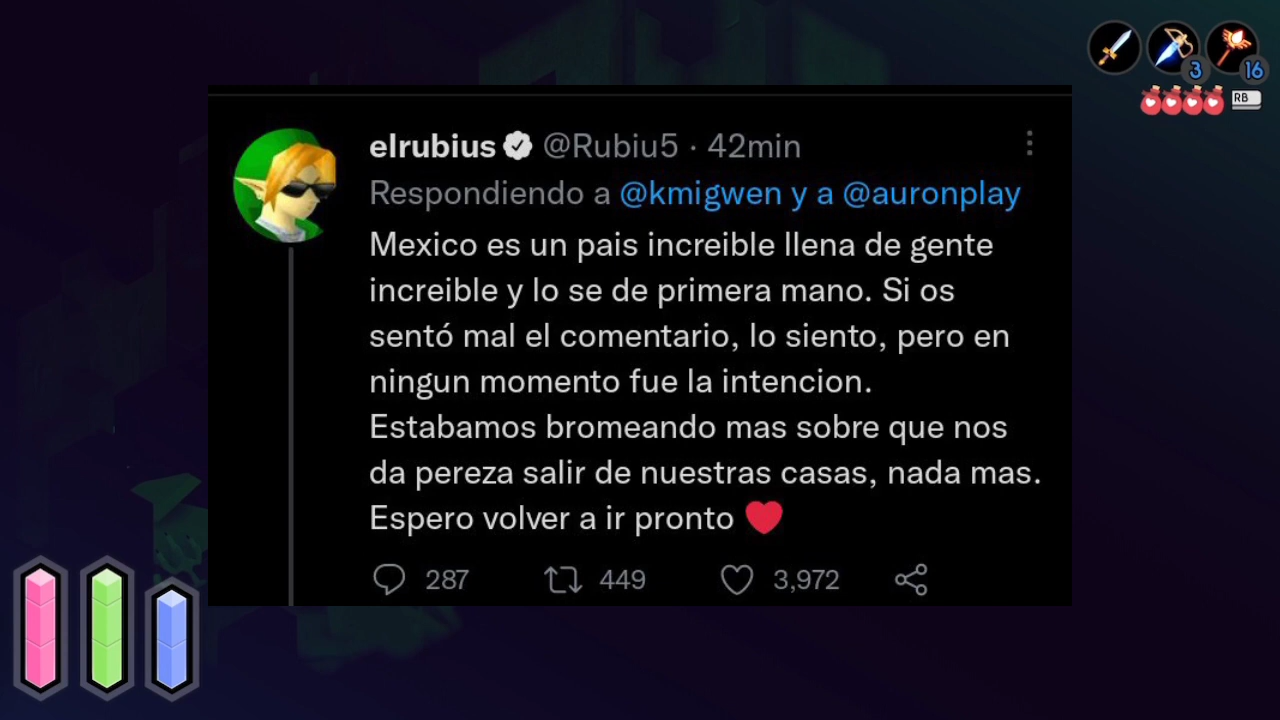 3 16
RB
elrubius @Rubiu5 · 42min
Respondiendo a @kmigwen y a @auronplay
Mexico es un pais increible llena de gente
increible y lo se de primera mano. Si os
sentó mal el comentario, lo siento, pero en
ningun momento fue la intencion.
Estabamos bromeando mas sobre que nos
da pereza salir de nuestras casas, nada mas.
Espero volver a ir pronto ❤️
287 449 3,972